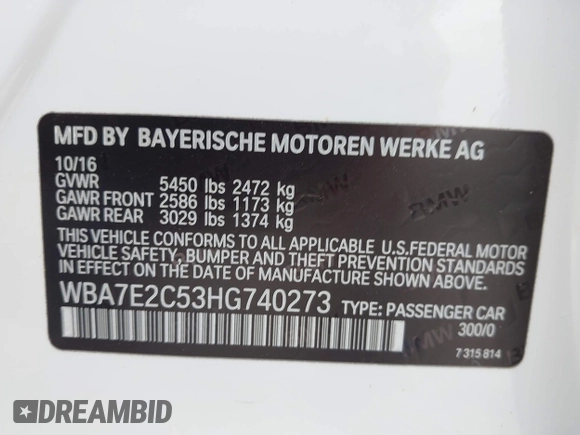 MFD BY BAYERISCHE MOTOREN WERKE AG
10/16
GVWR 5450 lbs 2472 kg
GAWR FRONT 2586 lbs 1173 kg
GAWR REAR 3029 lbs 1374 kg
THIS VEHICLE CONFORMS TO ALL APPLICABLE U.S.FEDERAL MOTOR
VEHICLE SAFETY, BUMPER AND THEFT PREVENTION STANDARDS IN
EFFECT ON THE DATE OF MANUFACTURE SHOWN ABOVE.
WBA7E2C53HG740273 TYPE: PASSENGER CAR
300/0
7 315 814
BMW
DREAMBID